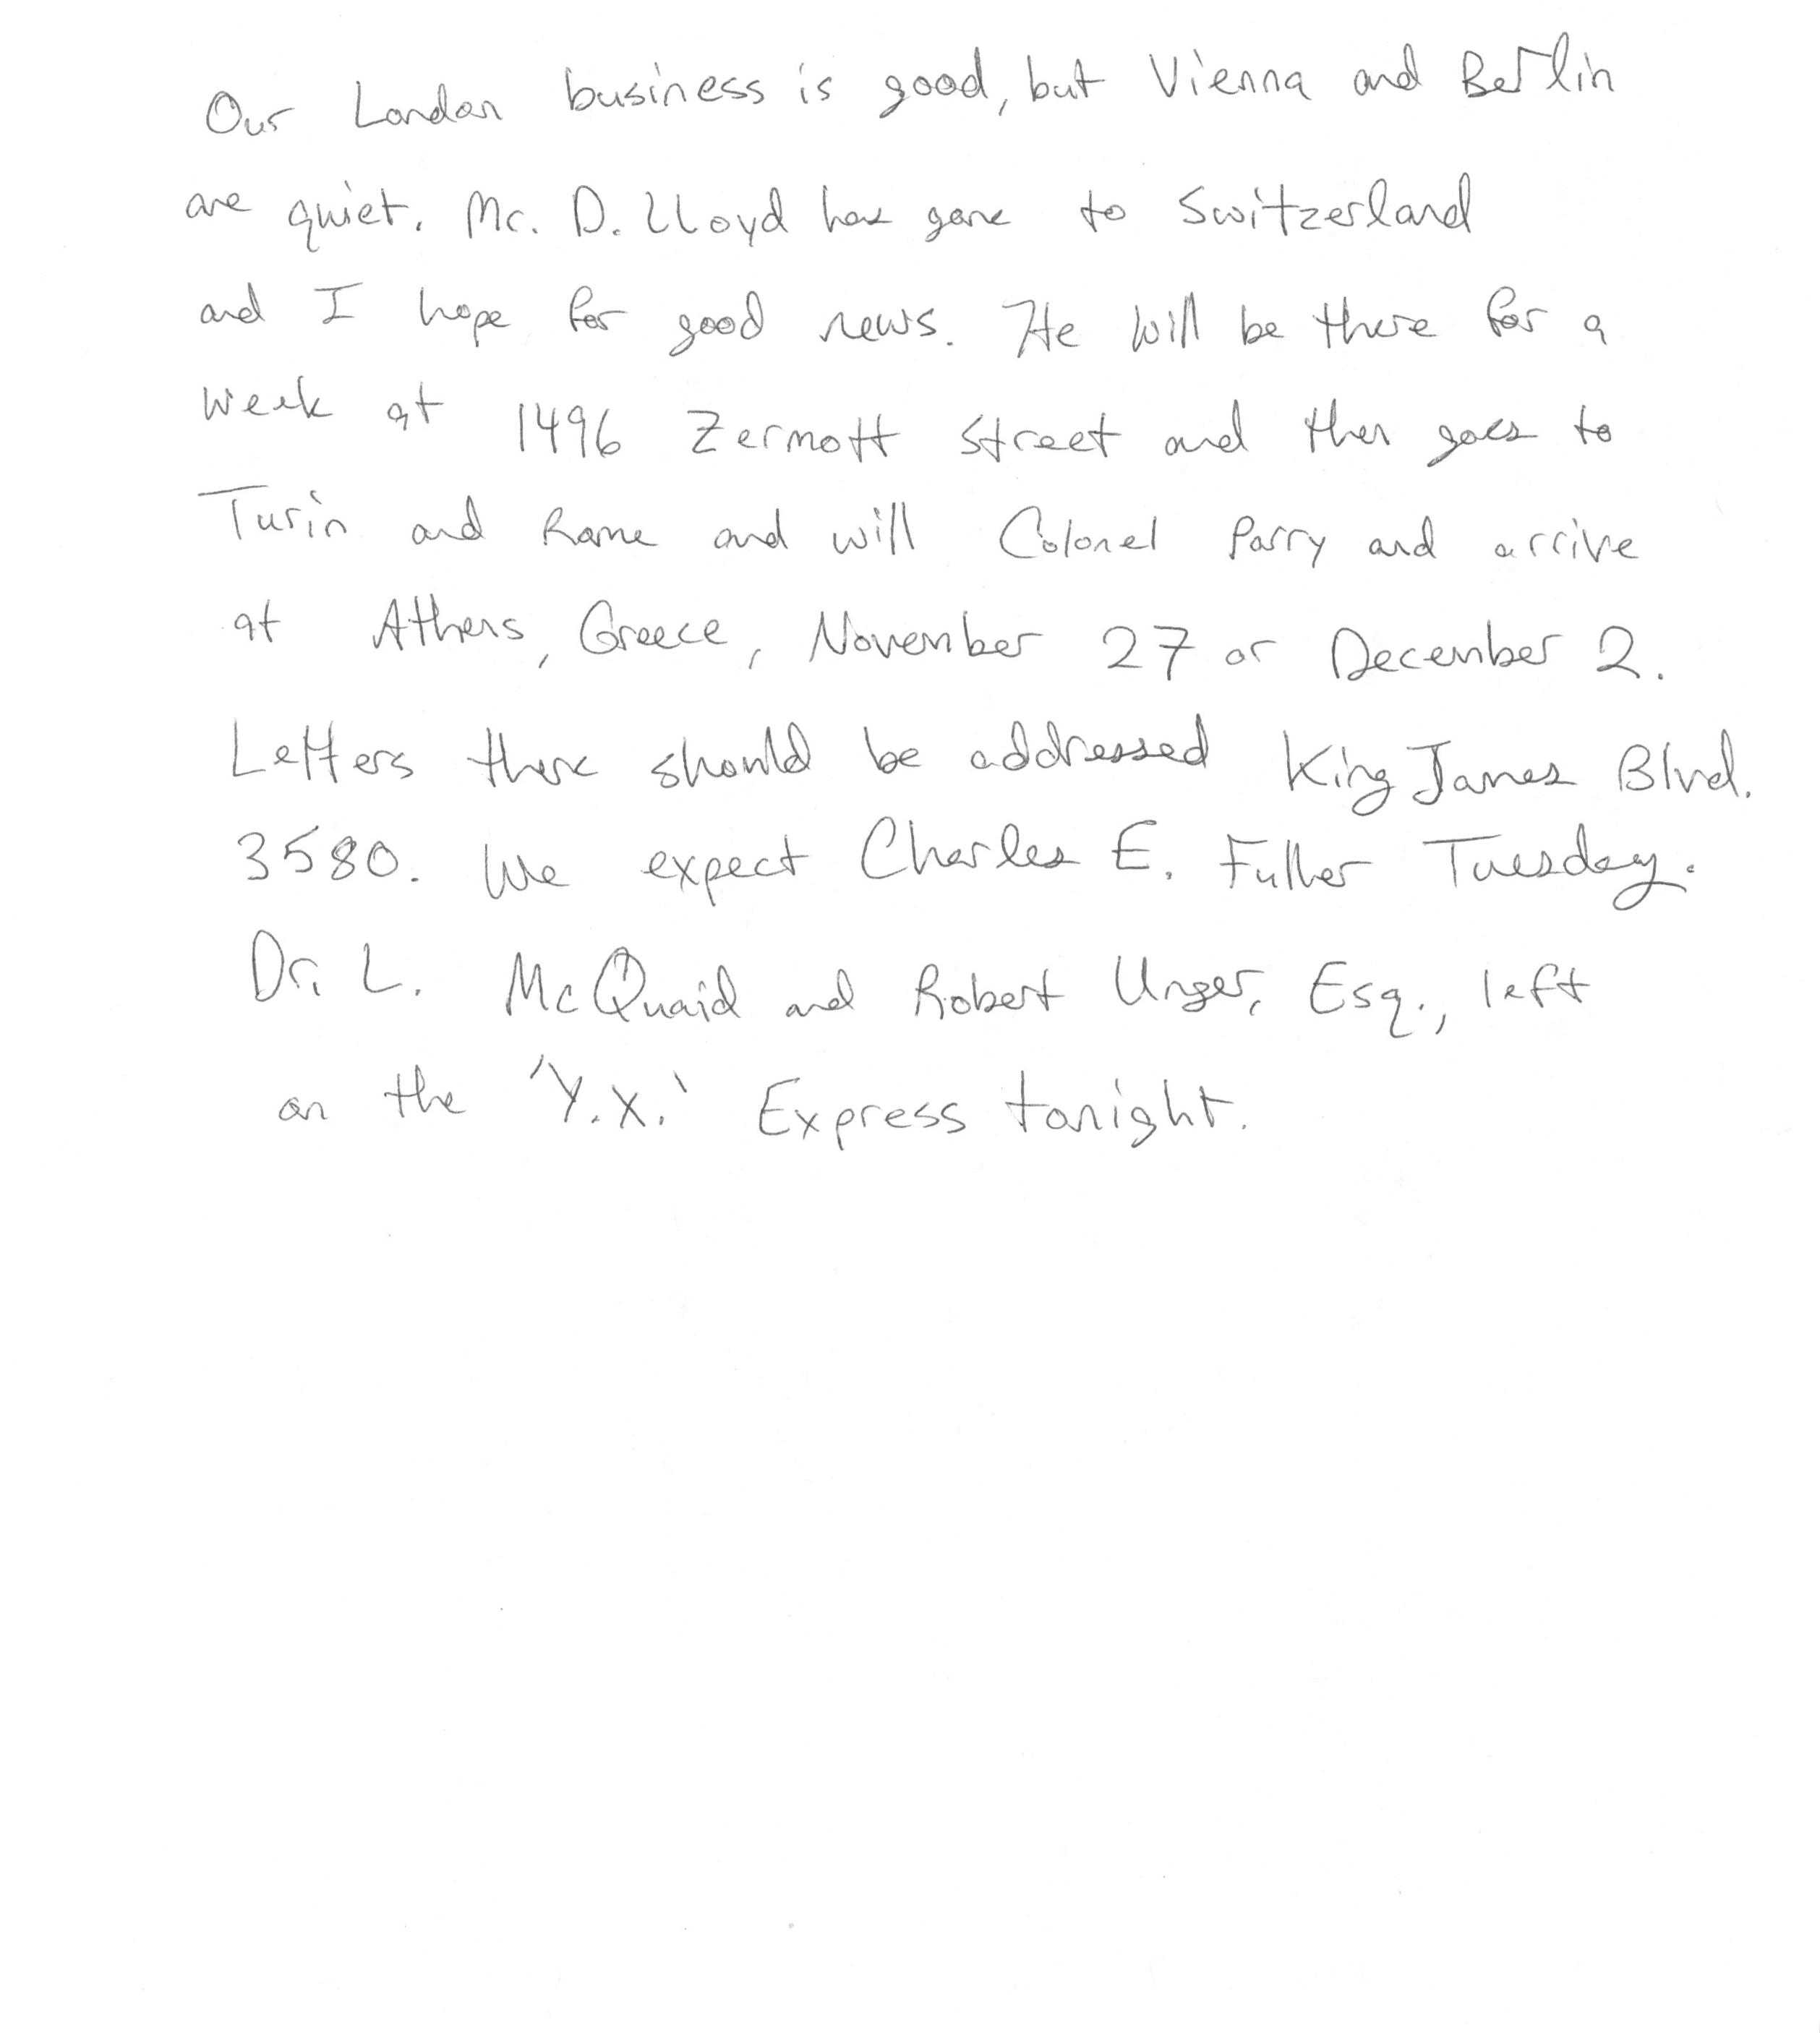 Our London business is good, but Vienna and Berlin
are quiet. Mr. D. Lloyd has gone to Switzerland
and I hope for good news. He will be there for a
week at 1496 Zermott Street and then goes to
Turin and Rome and will Colonel Parry and arrive
at Athens, Greece, November 27 or December 2.
Letters there should be addressed King James Blvd.
3580. We expect Charles E. Fuller Tuesday.
Dr. L. McQuaid and Robert Unger, Esq., left
on the 'Y.X.' Express tonight.